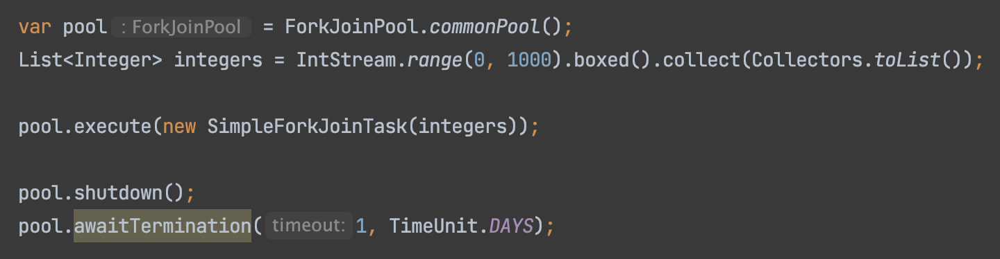 var pool : ForkJoinPool = ForkJoinPool.commonPool();
List<Integer> integers = IntStream.range(0, 1000).boxed().collect(Collectors.toList());
pool.execute(new SimpleForkJoinTask(integers));
pool.shutdown();
pool.awaitTermination( timeout: 1, TimeUnit.DAYS);